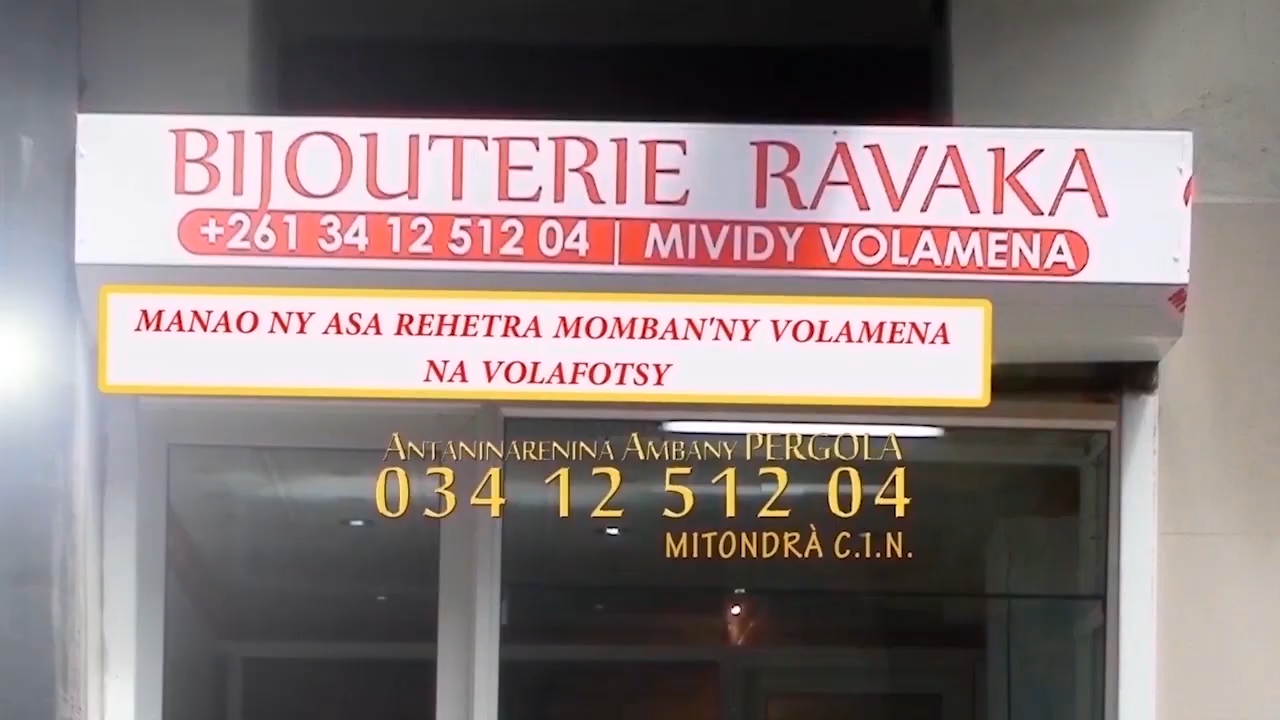 BIJOUTERIE RAVAKA
+261 34 12 512 04 | MIVIDY VOLAMENA
MANAO NY ASA REHETRA MOMBAN'NY VOLAMENA
NA VOLAFOTSY
ANTANINARENINA AMBANY PERGOLA
034 12 512 04
MITONDRÀ C.I.N.